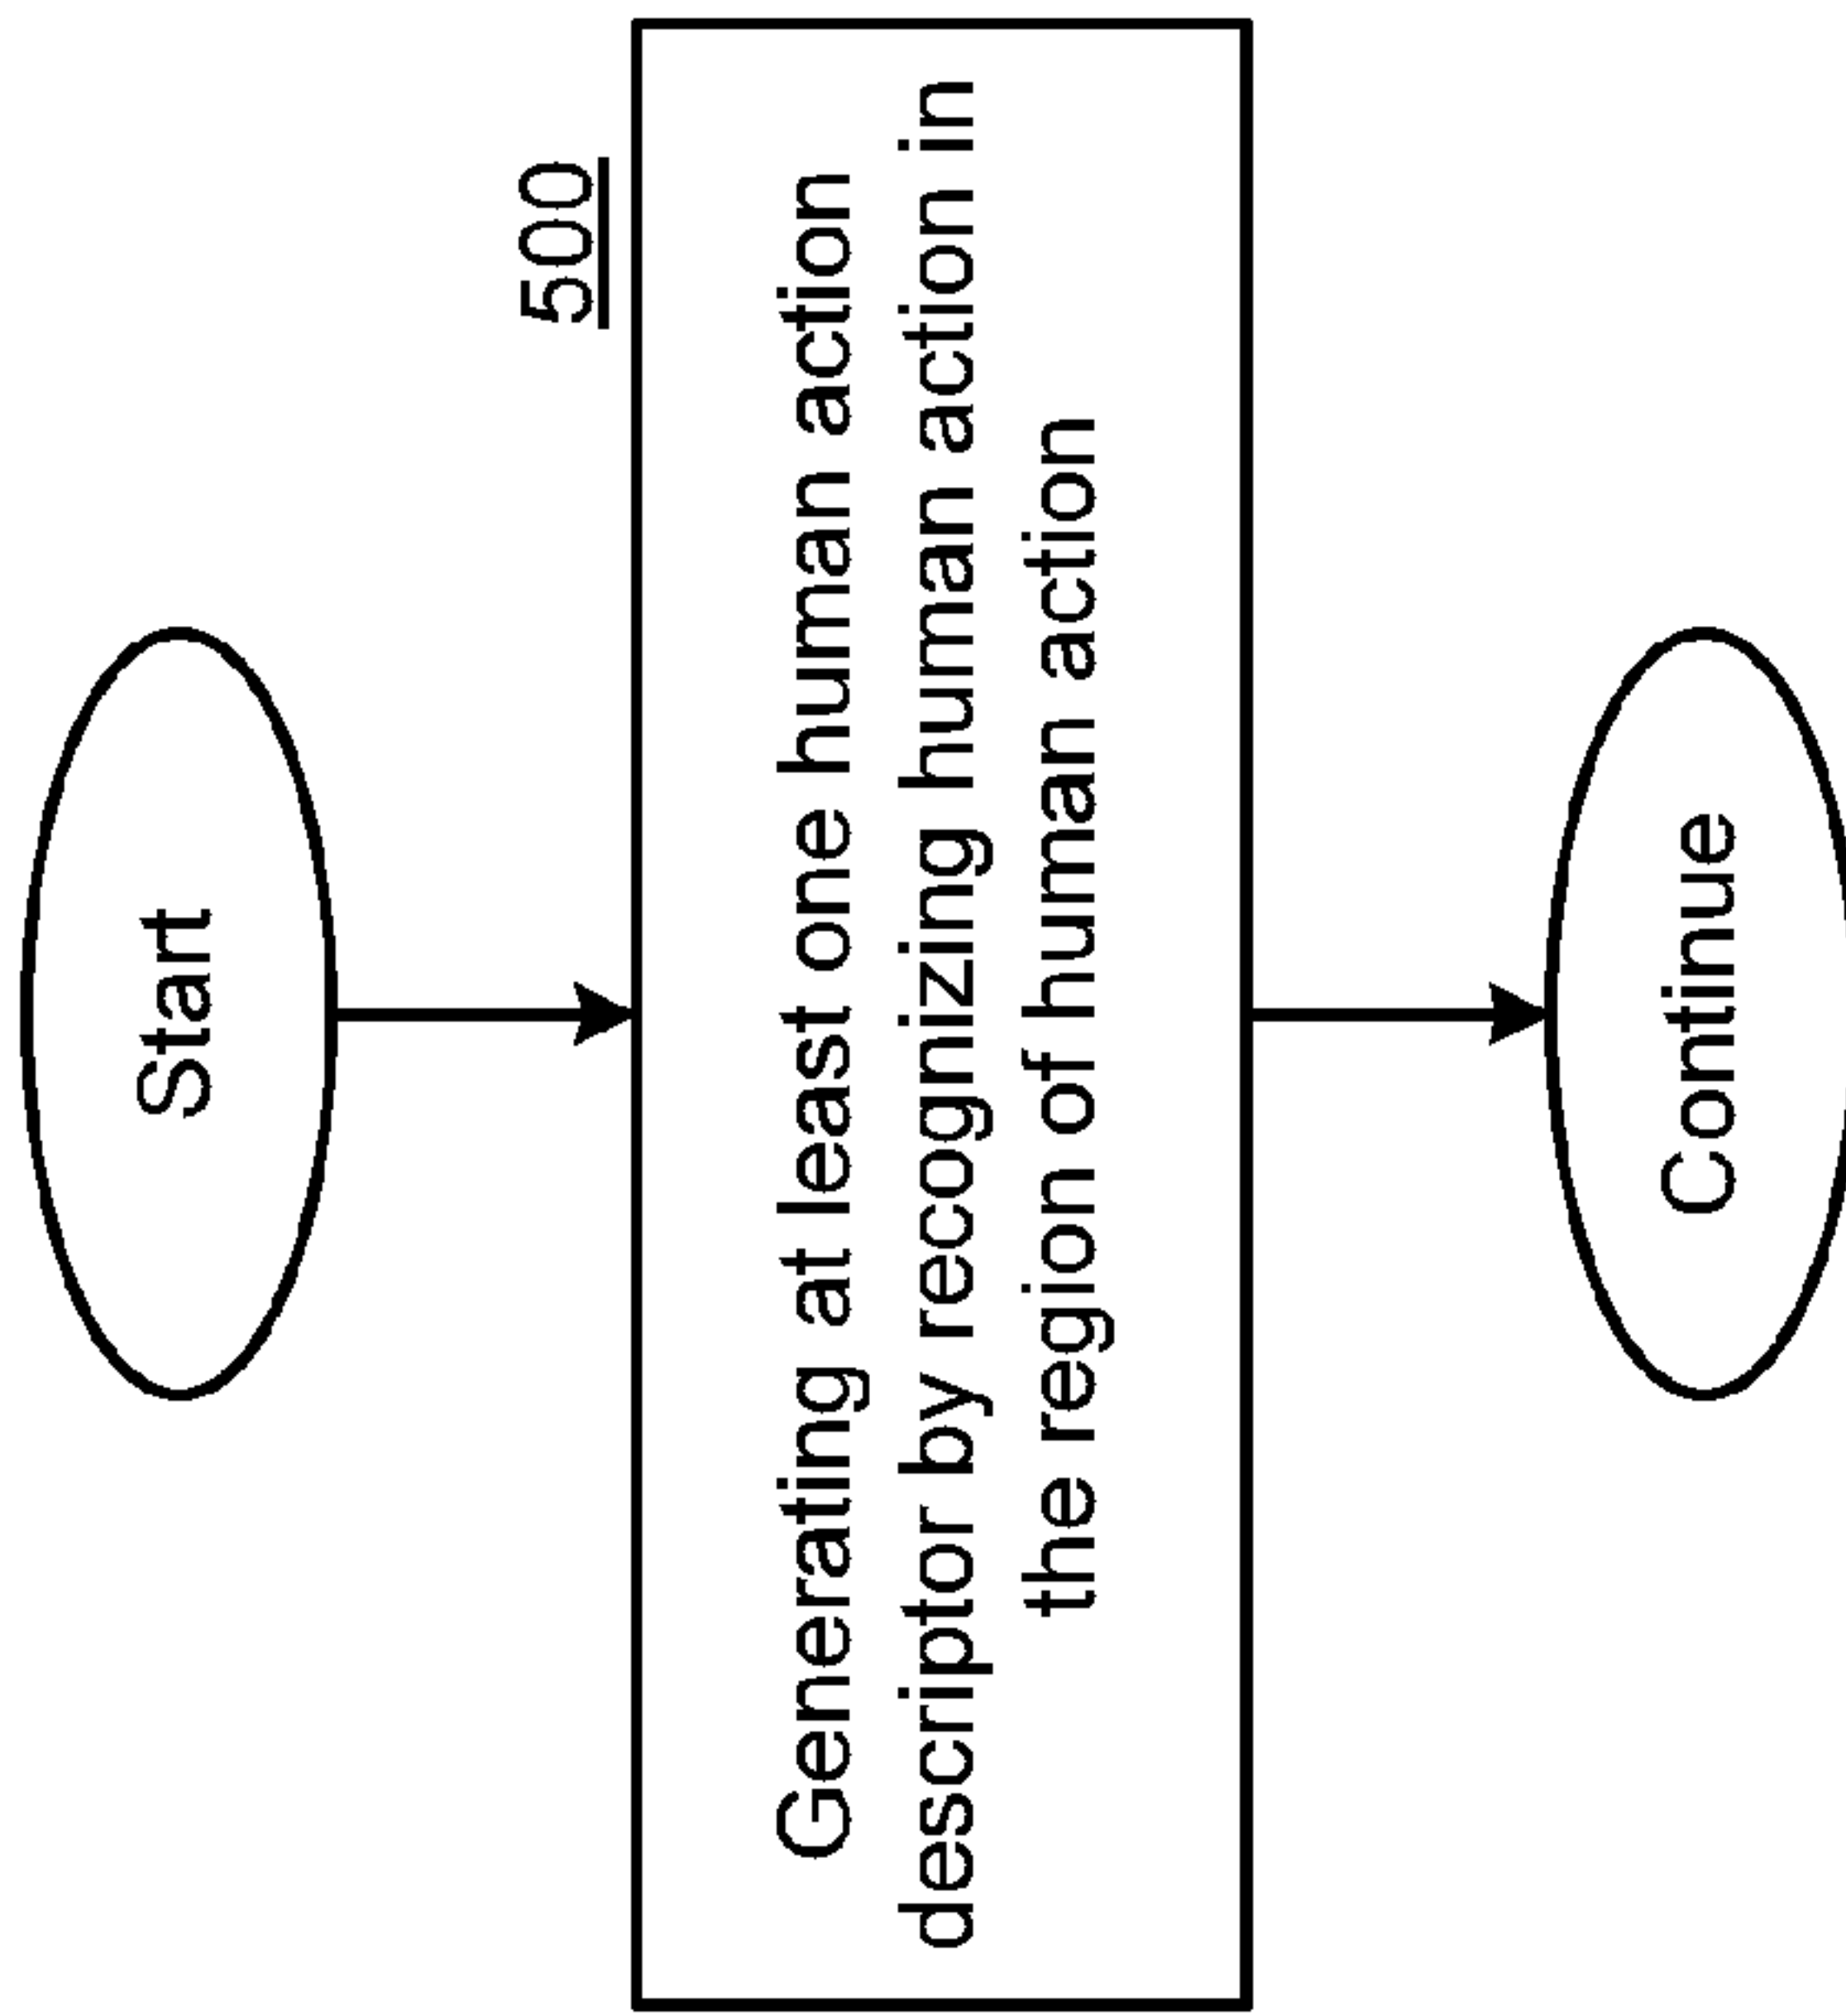 Start
500
Generating at least one human action
descriptor by recognizing human action in
the region of human action
Continue